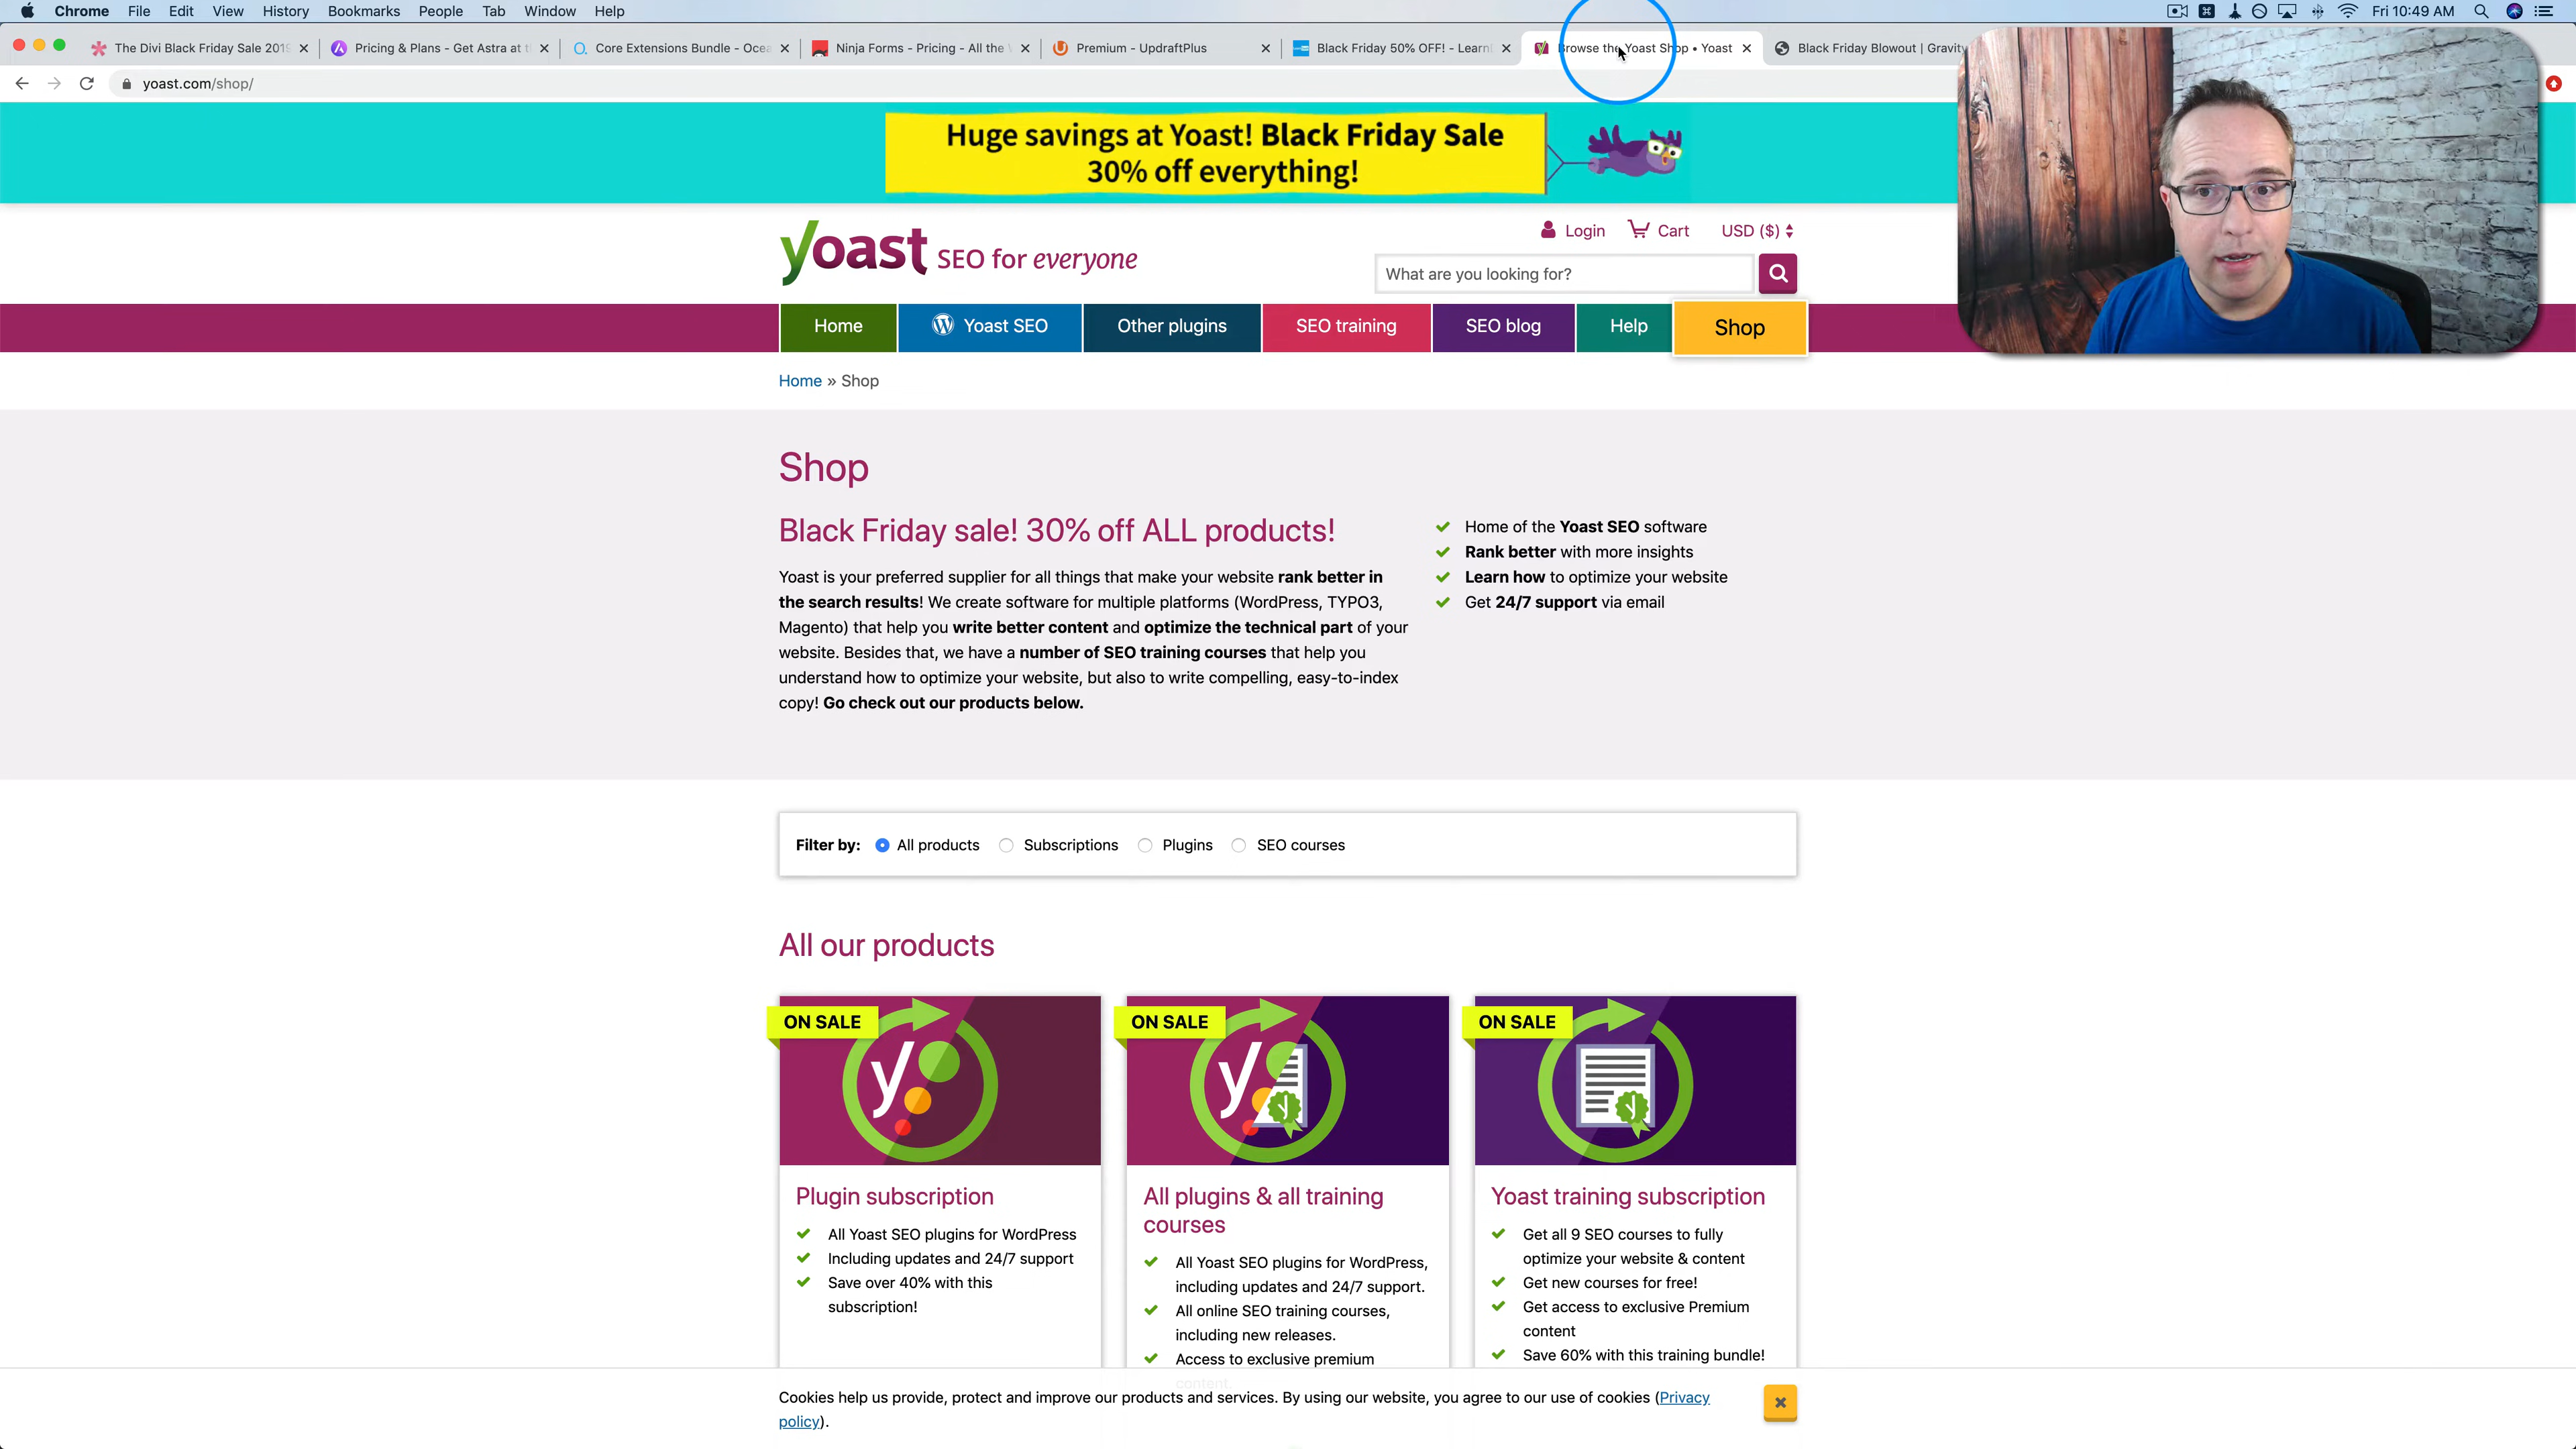 Chrome File Edit View History Bookmarks People Tab Window Help Fri 10:49 AM
The Divi Black Friday Sale 2019 Pricing & Plans - Get Astra at t Core Extensions Bundle - Ocea Ninja Forms - Pricing - All the Premium - UpdraftPlus Black Friday 50% OFF! - Learn Browse the Yoast Shop • Yoast Black Friday Blowout | Gravity
yoast.com/shop/
Huge savings at Yoast! Black Friday Sale
30% off everything!
Login Cart USD ($)
yoast SEO for everyone
What are you looking for?
Home Yoast SEO Other plugins SEO training SEO blog Help Shop
Home » Shop
Shop
Black Friday sale! 30% off ALL products!
Yoast is your preferred supplier for all things that make your website rank better in
the search results! We create software for multiple platforms (WordPress, TYPO3,
Magento) that help you write better content and optimize the technical part of your
website. Besides that, we have a number of SEO training courses that help you
understand how to optimize your website, but also to write compelling, easy-to-index
copy! Go check out our products below.
Home of the Yoast SEO software
Rank better with more insights
Learn how to optimize your website
Get 24/7 support via email
Filter by: All products Subscriptions Plugins SEO courses
All our products
ON SALE
Plugin subscription
All Yoast SEO plugins for WordPress
Including updates and 24/7 support
Save over 40% with this
subscription!
ON SALE
All plugins & all training
courses
All Yoast SEO plugins for WordPress,
including updates and 24/7 support.
All online SEO training courses,
including new releases.
Access to exclusive premium
content.
ON SALE
Yoast training subscription
Get all 9 SEO courses to fully
optimize your website & content
Get new courses for free!
Get access to exclusive Premium
content
Save 60% with this training bundle!
Cookies help us provide, protect and improve our products and services. By using our website, you agree to our use of cookies (Privacy
policy).